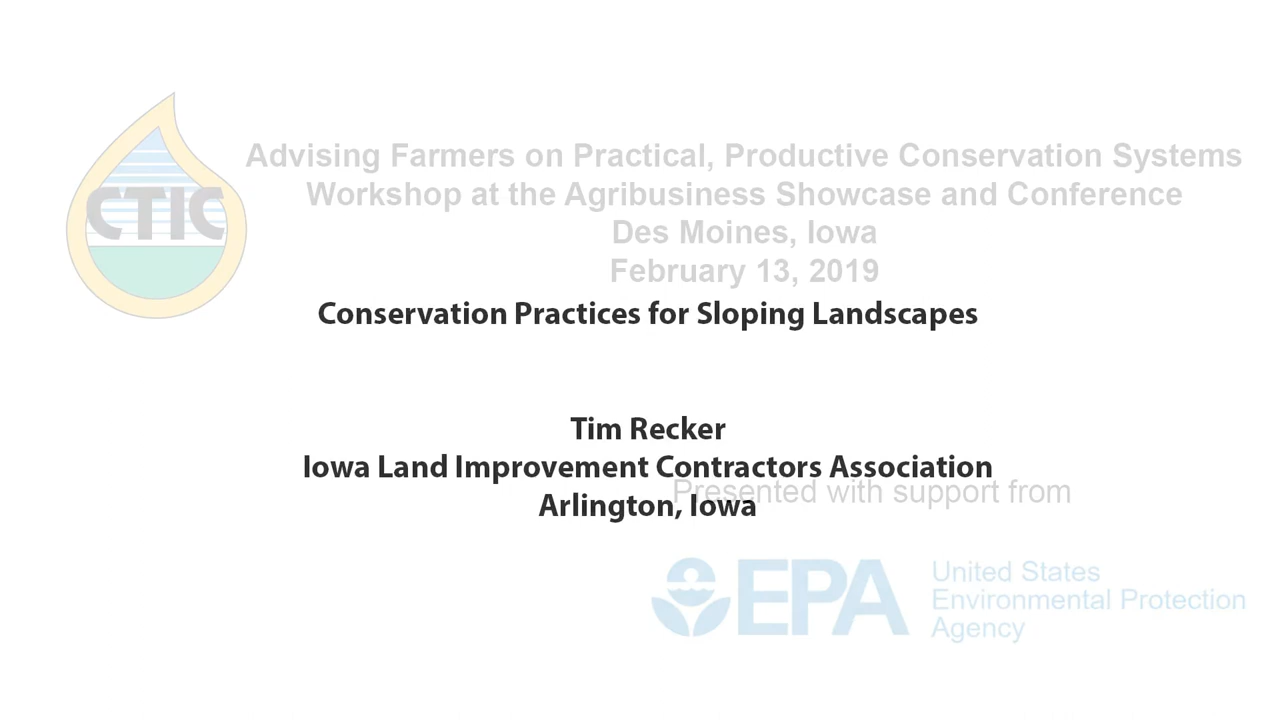 CTIC
Advising Farmers on Practical, Productive Conservation Systems
Workshop at the Agribusiness Showcase and Conference
Des Moines, Iowa
February 13, 2019
Conservation Practices for Sloping Landscapes
Tim Recker
Iowa Land Improvement Contractors Association
Presented with support from
Arlington, Iowa
EPA
United States
Environmental Protection
Agency